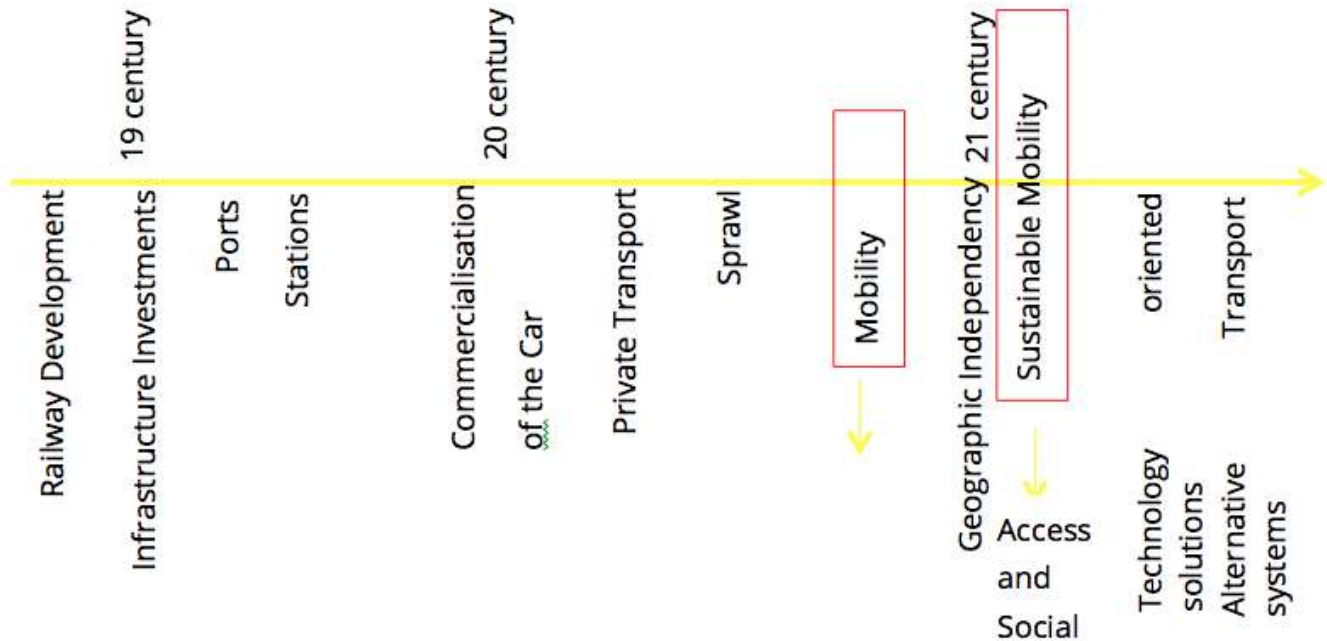 19 century
Railway Development
Infrastructure Investments
Ports
Stations
20 century
Commercialisation
of the Car
Private Transport
Sprawl
Mobility
21 century
Geographic Independency
Sustainable Mobility
Access
and
Social
Technology oriented
solutions
Alternative Transport
systems